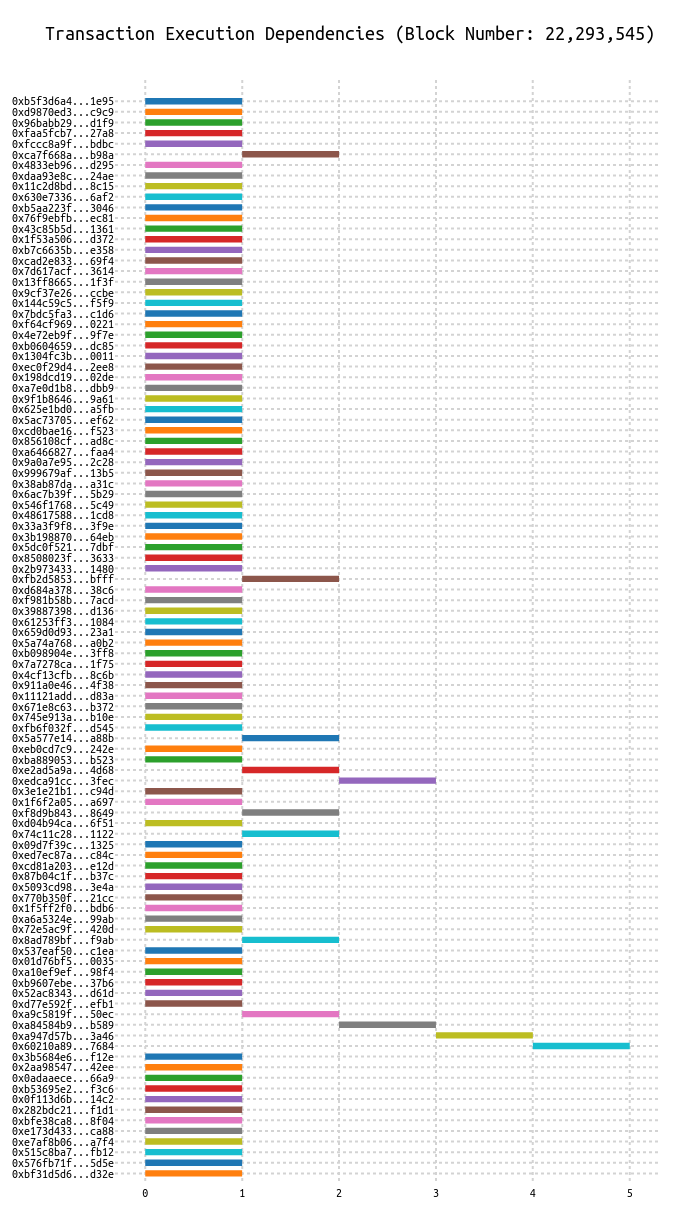 Transaction Execution Dependencies (Block Number: 22,293,545)
0xb5f3d6a4...1e95
0xd9870ed3...c9c9
0x96babb29...d1f9
0xfaa5fcb7...27a8
0xfccc8a9f...bdbc
0xca7f668a...b98a
0x4833eb96...d295
0xdaa93e8c...24ae
0x11c2d8bd...8c15
0x630e7336...6af2
0xb5aa223f...3046
0x76f9ebfb...ec81
0x43c85b5d...1361
0x1f53a506...d372
0xb7c6635b...e358
0xcad2e833...69f4
0x7d617acf...3614
0x13ff8665...1f3f
0x9cf37e26...ccbe
0x144c59c5...f5f9
0x7bdc5fa3...c1d6
0xf64cf969...0221
0x4e72eb9f...9f7e
0xb0604659...dc85
0x1304fc3b...0011
0xec0f29d4...2ee8
0x198dcd19...02de
0xa7e0d1b8...dbb9
0x9f1b8646...9a61
0x625e1bd0...a5fb
0x5ac73705...ef62
0xcd0bae16...f523
0x856108cf...ad8c
0xa6466827...faa4
0x9a0a7e95...2c28
0x999679af...13b5
0x38ab87da...a31c
0x6ac7b39f...5b29
0x546f1768...5c49
0x48617588...1cd8
0x33a3f9f8...3f9e
0x3b198870...64eb
0x5dc0f521...7dbf
0x8508023f...3633
0x2b973433...1480
0xfb2d5853...bfff
0xd684a378...38c6
0xf981b58b...7acd
0x39887398...d136
0x61253ff3...1084
0x659d0d93...23a1
0x5a74a768...a0b2
0xb098904e...3ff8
0x7a7278ca...1f75
0x4cf13cfb...8c6b
0x911a0e46...4f38
0x11121add...d83a
0x671e8c63...b372
0x745e913a...b10e
0xfb6f032f...d545
0x5a577e14...a88b
0xeb0cd7c9...242e
0xba889053...b523
0xe2ad5a9a...4d68
0xedca91cc...3fec
0x3e1e21b1...c94d
0x1f6f2a05...a697
0xf8d9b843...8649
0xd04b94ca...6f51
0x74c11c28...1122
0x09d7f39c...1325
0xed7ec87a...c84c
0xcd81a203...e12d
0x87b04c1f...b37c
0x5093cd98...3e4a
0x770b350f...21cc
0x1f5ff2f0...bdb6
0xa6a5324e...99ab
0x72e5ac9f...420d
0x8ad789bf...f9ab
0x537eaf50...c1ea
0x01d76bf5...0035
0xa10ef9ef...98f4
0xb9607ebe...37b6
0x52ac8343...d61d
0xd77e592f...efb1
0xa9c5819f...50ec
0xa84584b9...b589
0xa947d57b...3a46
0x60210a89...7684
0x3b5684e6...f12e
0x2aa98547...42ee
0x0adaaece...66a9
0xb53695e2...f3c6
0x0f113d6b...14c2
0x282bdc21...f1d1
0xbfe38ca8...8f04
0xe173d433...ca88
0xe7af8b06...a7f4
0x515c8ba7...fb12
0x576fb71f...5d5e
0xbf31d5d6...d32e
0 1 2 3 4 5